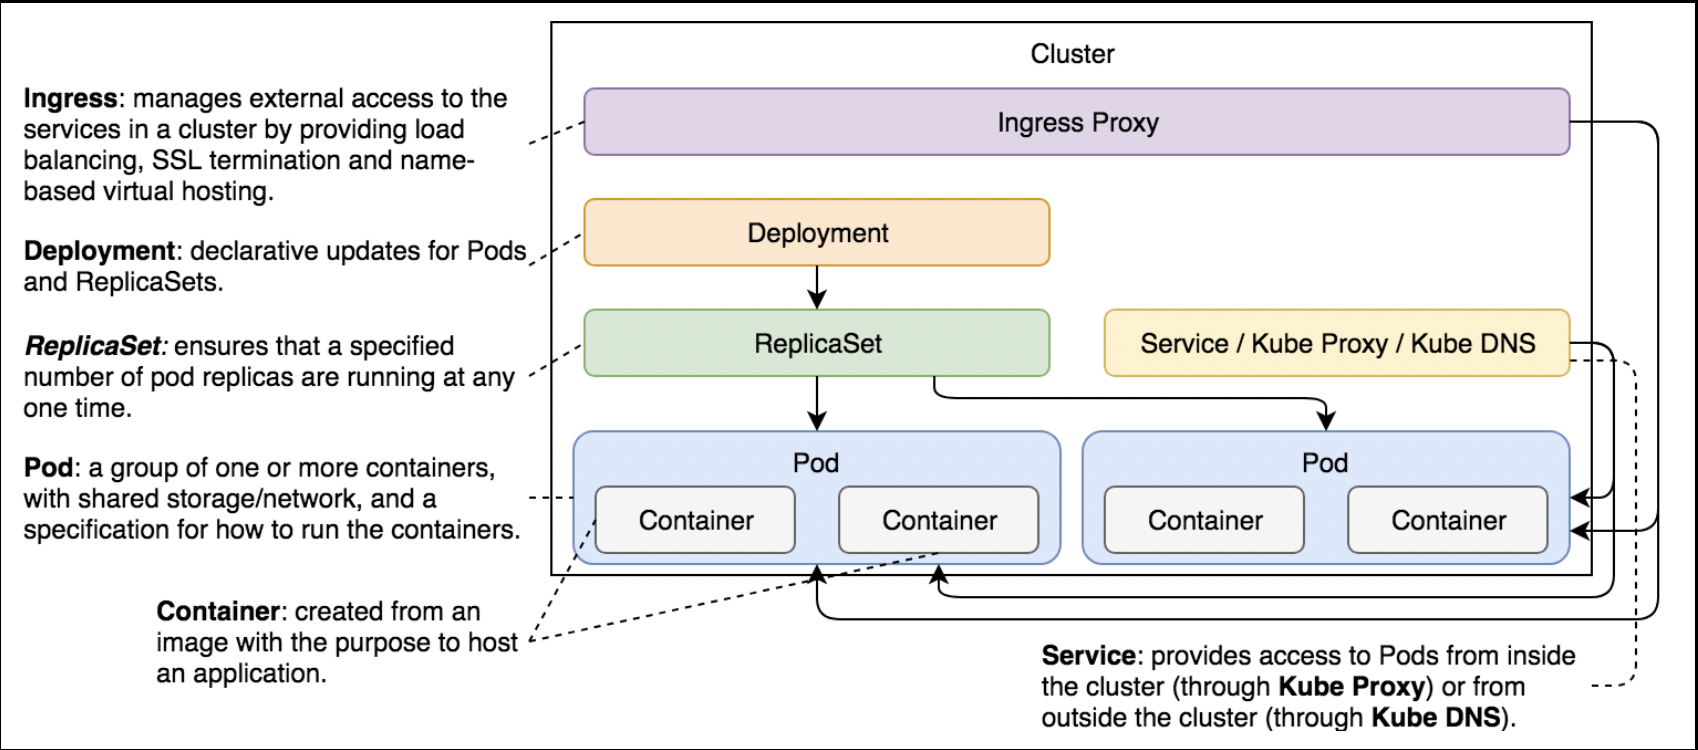 Cluster
Ingress Proxy
Ingress: manages external access to the
services in a cluster by providing load
balancing, SSL termination and name-
based virtual hosting.
Deployment
Deployment: declarative updates for Pods
and ReplicaSets.
ReplicaSet
Service / Kube Proxy / Kube DNS
ReplicaSet: ensures that a specified
number of pod replicas are running at any
one time.
Pod
Pod
Pod: a group of one or more containers,
with shared storage/network, and a
specification for how to run the containers.
Container
Container
Container
Container
Container: created from an
image with the purpose to host
an application.
Service: provides access to Pods from inside
the cluster (through Kube Proxy) or from
outside the cluster (through Kube DNS).